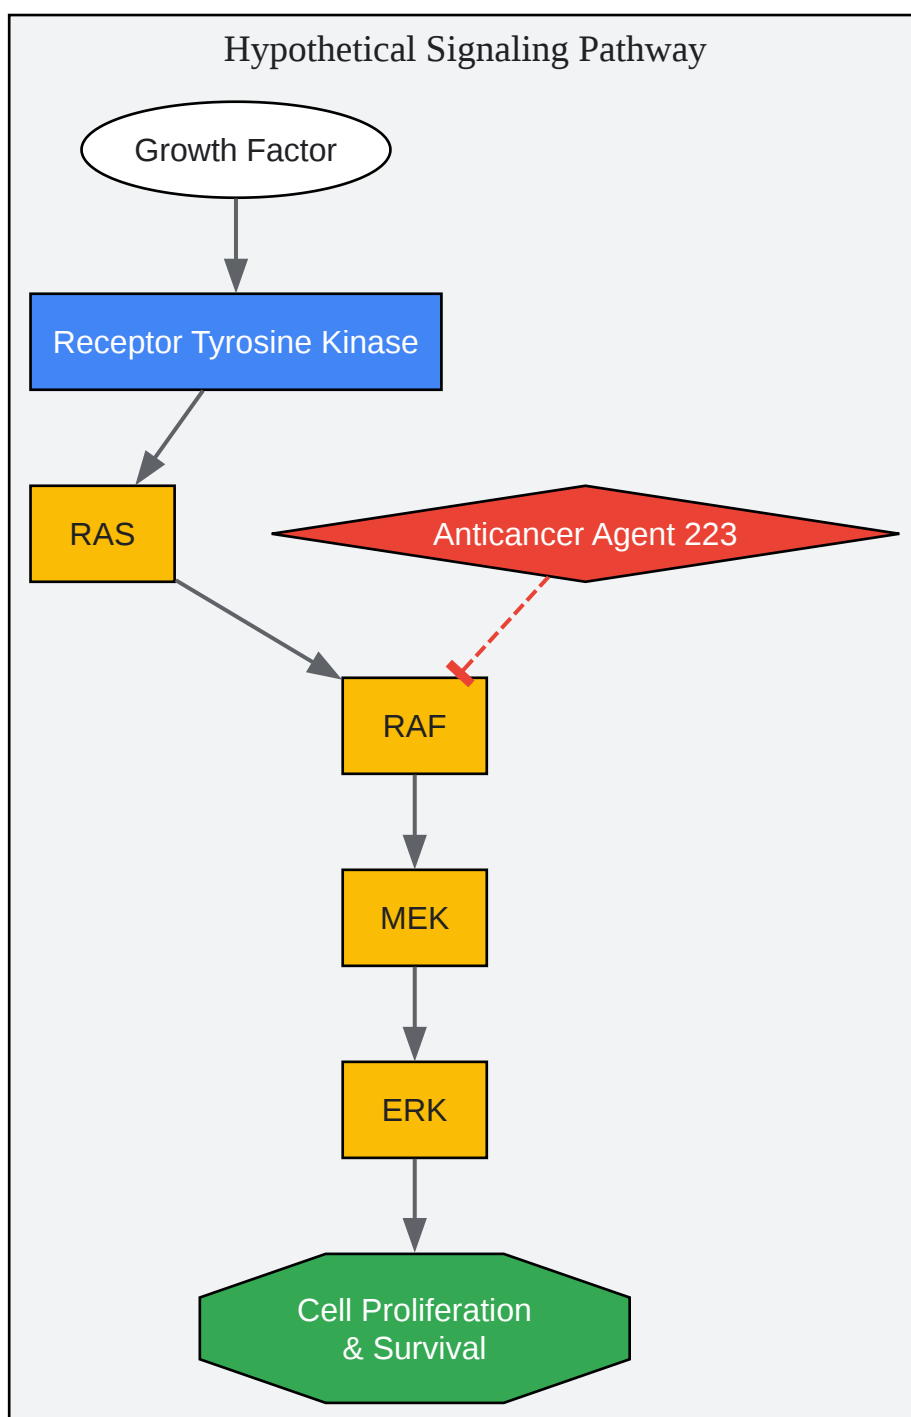 Hypothetical Signaling Pathway
Growth Factor
Receptor Tyrosine Kinase
RAS
Anticancer Agent 223
RAF
MEK
ERK
Cell Proliferation
& Survival